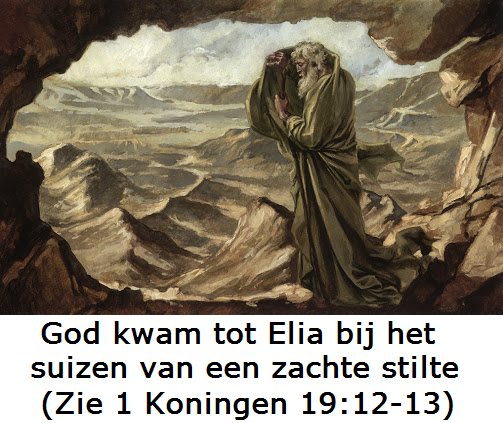 God kwam tot Elia bij het
suizen van een zachte stilte
(Zie 1 Koningen 19:12-13)